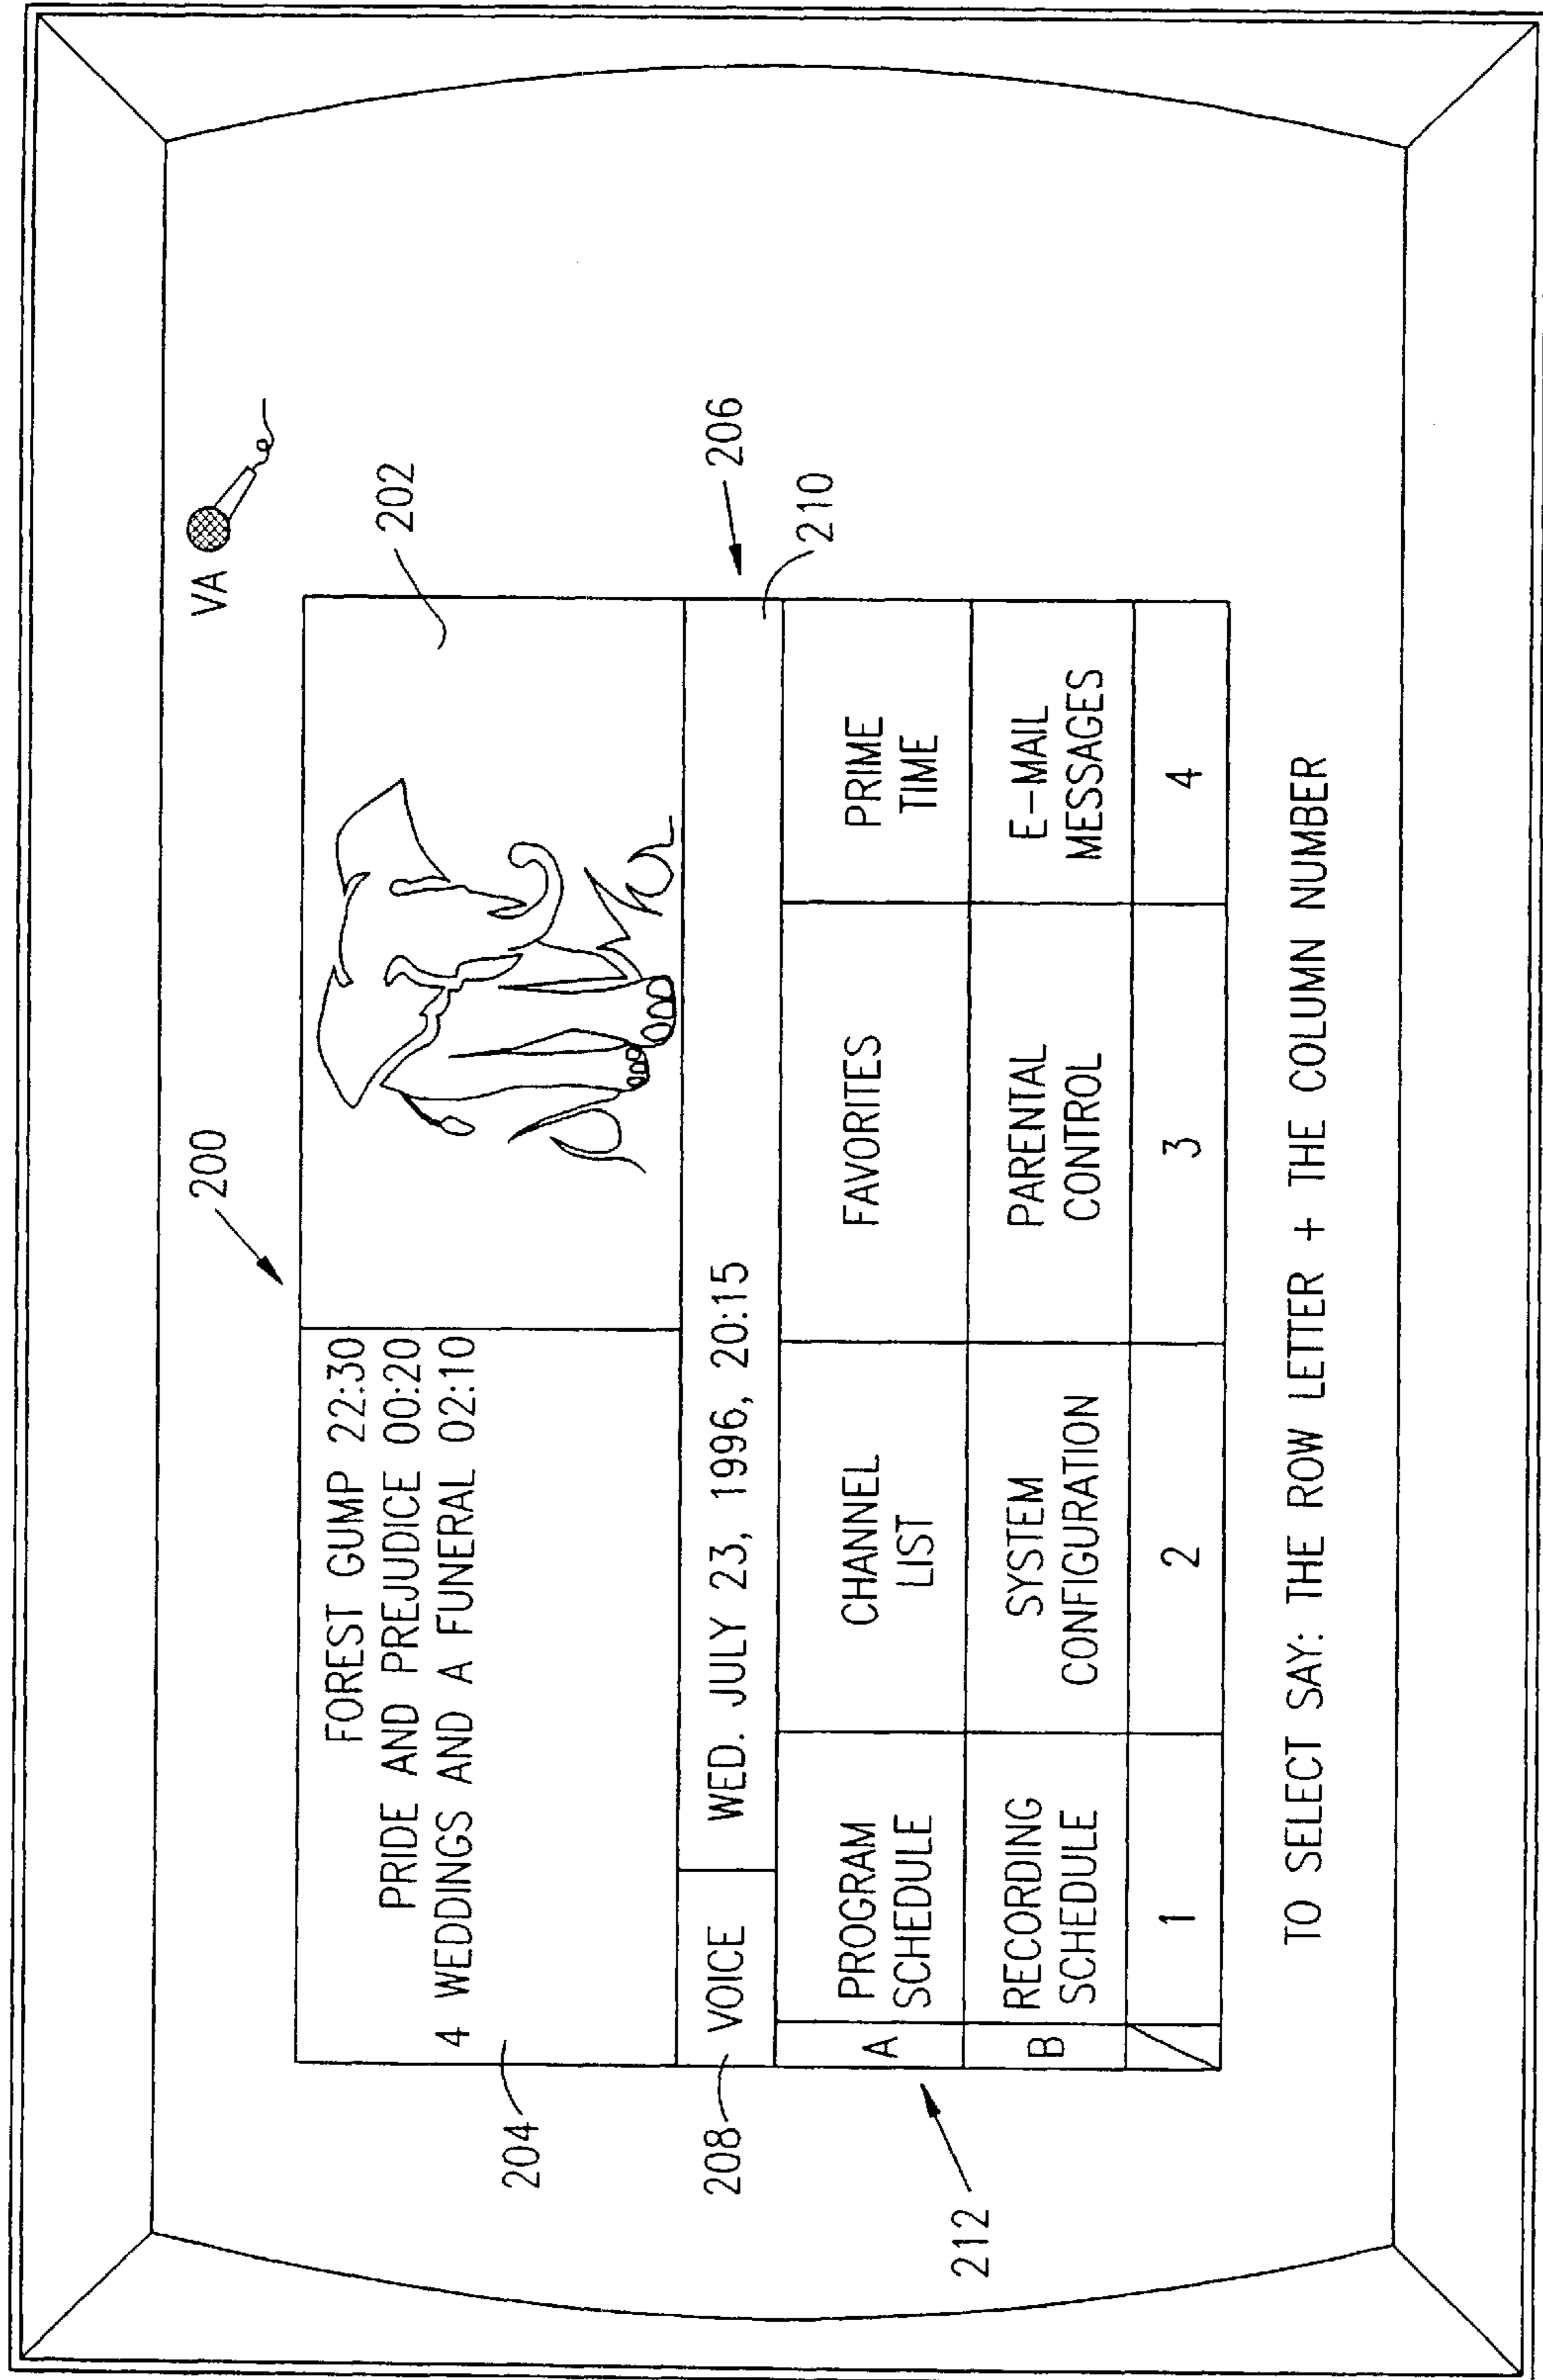 VA
200
202
FOREST GUMP 22:30
PRIDE AND PREJUDICE 00:20
4 WEDDINGS AND A FUNERAL 02:10
204
206
208
VOICE
WED. JULY 23, 1996, 20:15
210
212
A
PROGRAM
SCHEDULE
CHANNEL
LIST
FAVORITES
PRIME
TIME
B
RECORDING
SCHEDULE
SYSTEM
CONFIGURATION
PARENTAL
CONTROL
E-MAIL
MESSAGES
1
2
3
4
TO SELECT SAY: THE ROW LETTER + THE COLUMN NUMBER